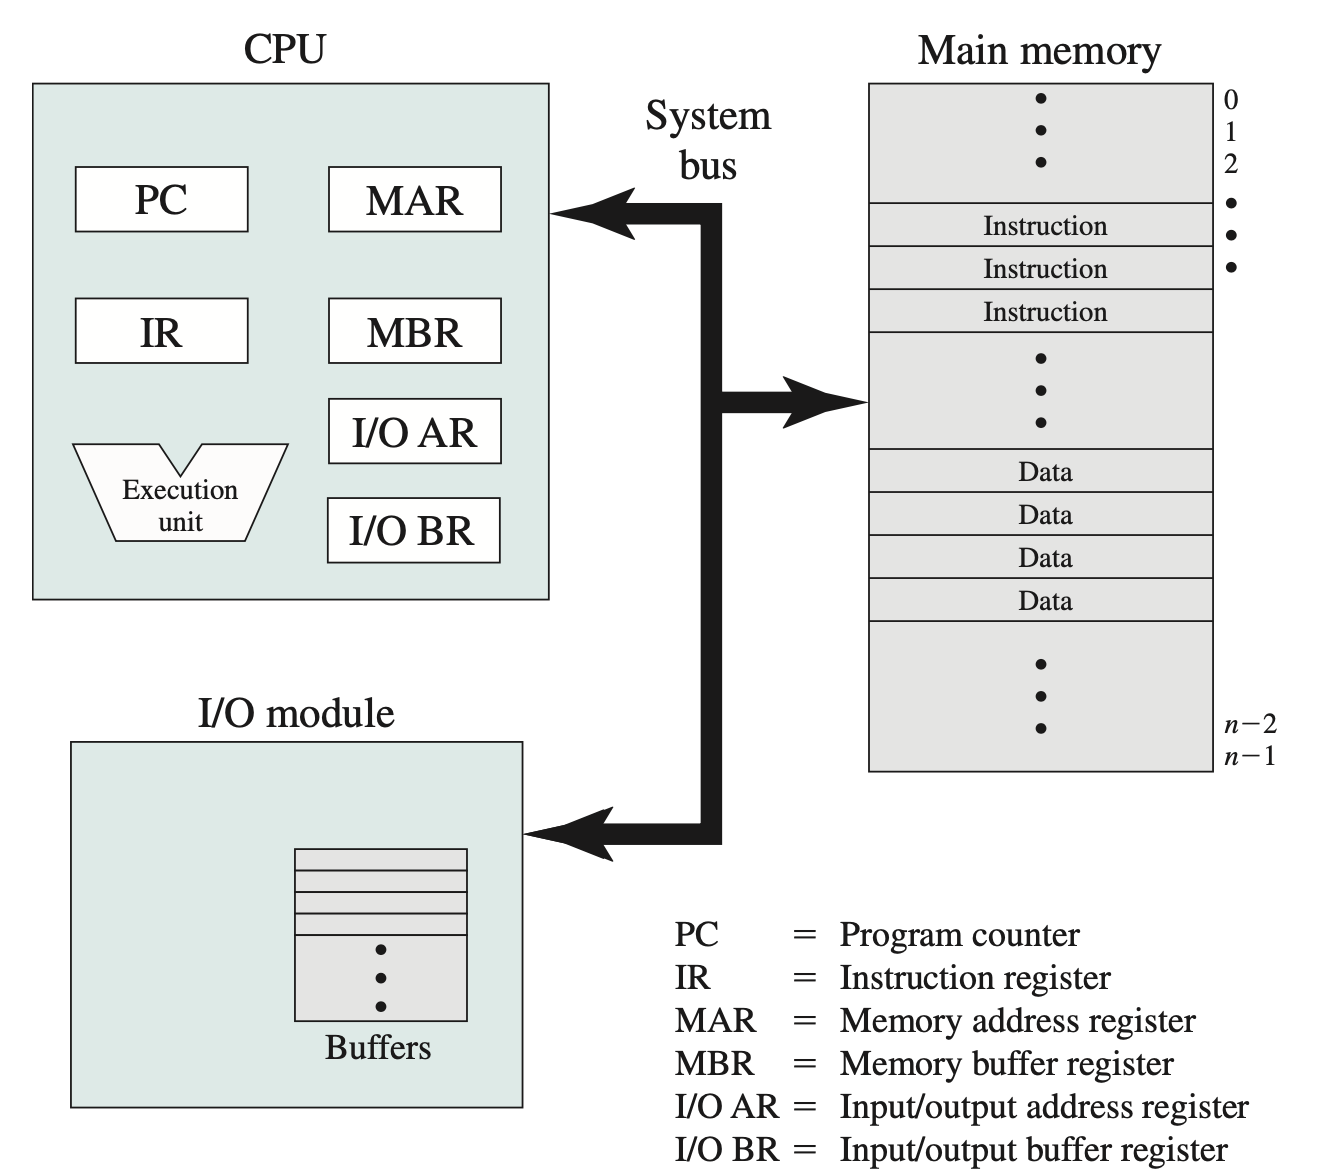 CPU
PC
MAR
IR
MBR
I/O AR
Execution
unit
I/O BR
System
bus
Main memory
0
1
2
Instruction
Instruction
Instruction
Data
Data
Data
Data
n−2
n−1
I/O module
Buffers
PC = Program counter
IR = Instruction register
MAR = Memory address register
MBR = Memory buffer register
I/O AR = Input/output address register
I/O BR = Input/output buffer register